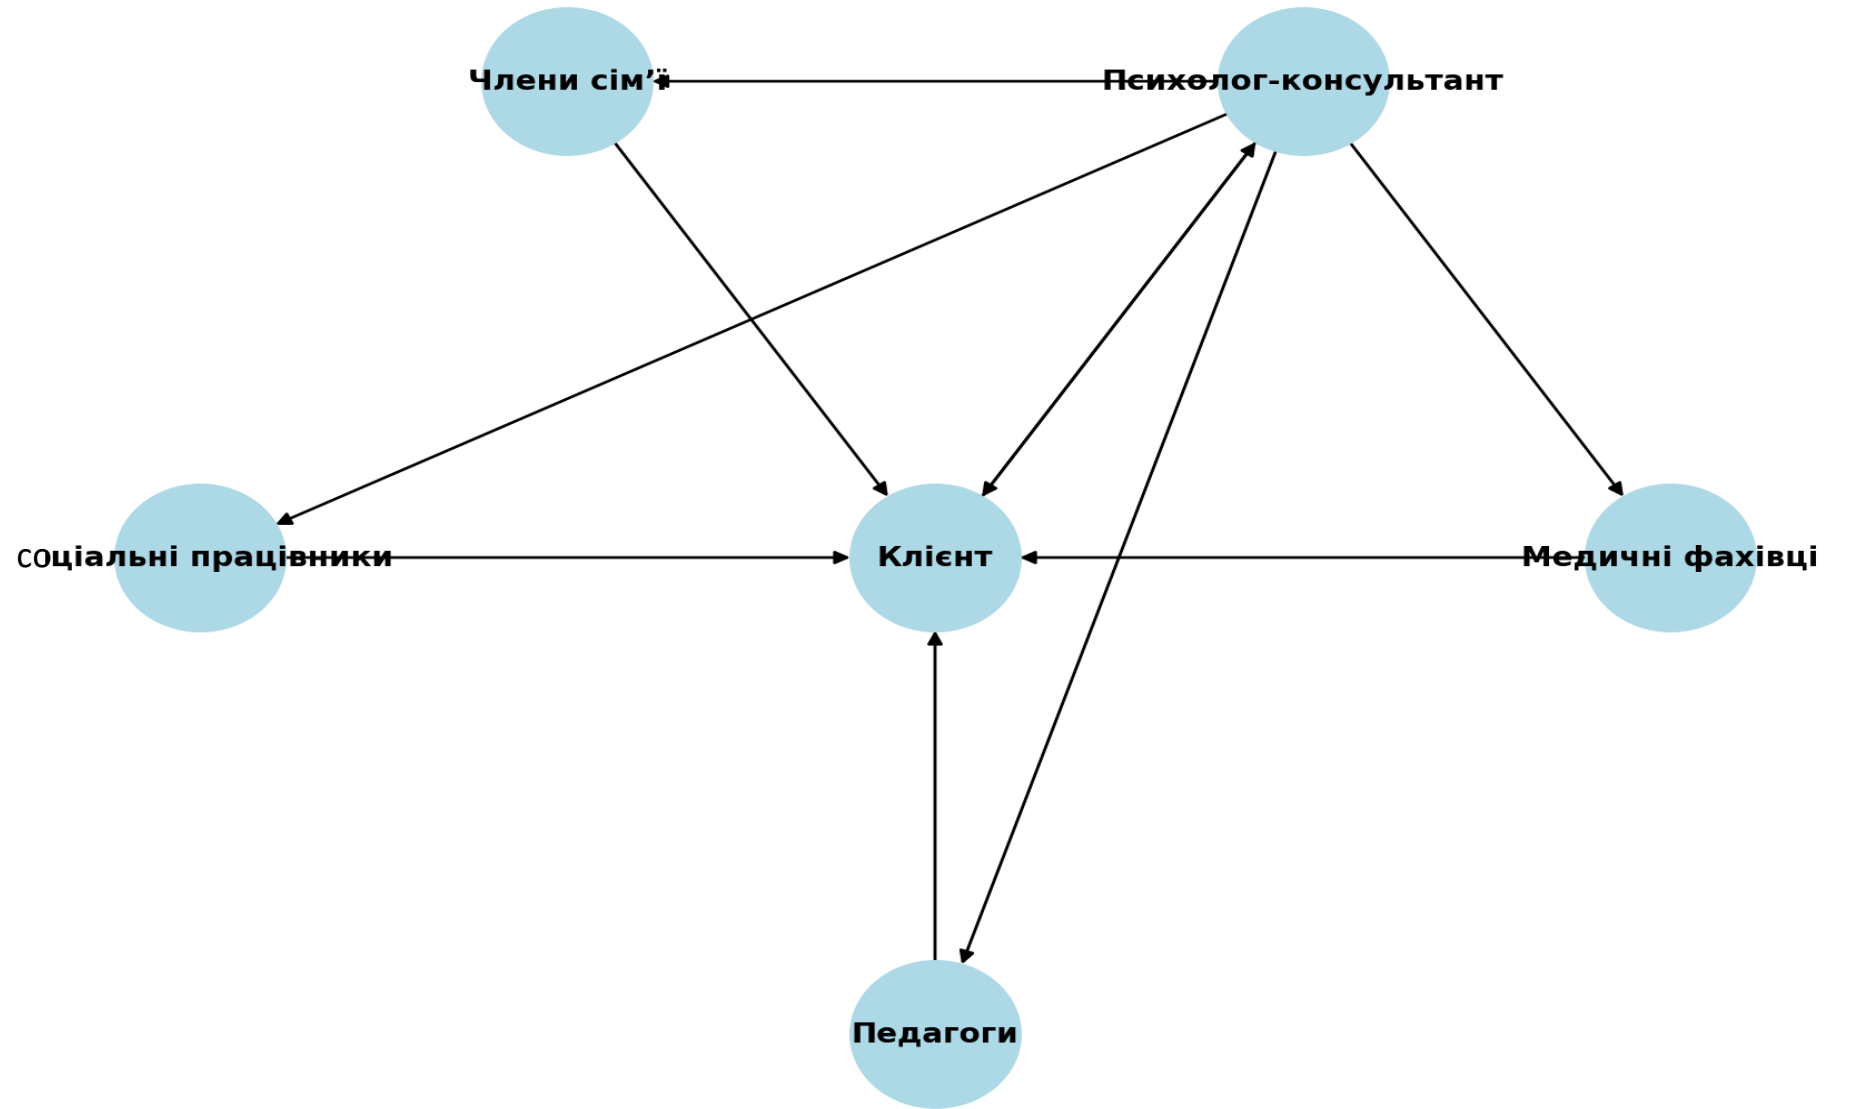 Члени сім’ї
Психолог-консультант
соціальні працівники
Клієнт
Медичні фахівці
Педагоги